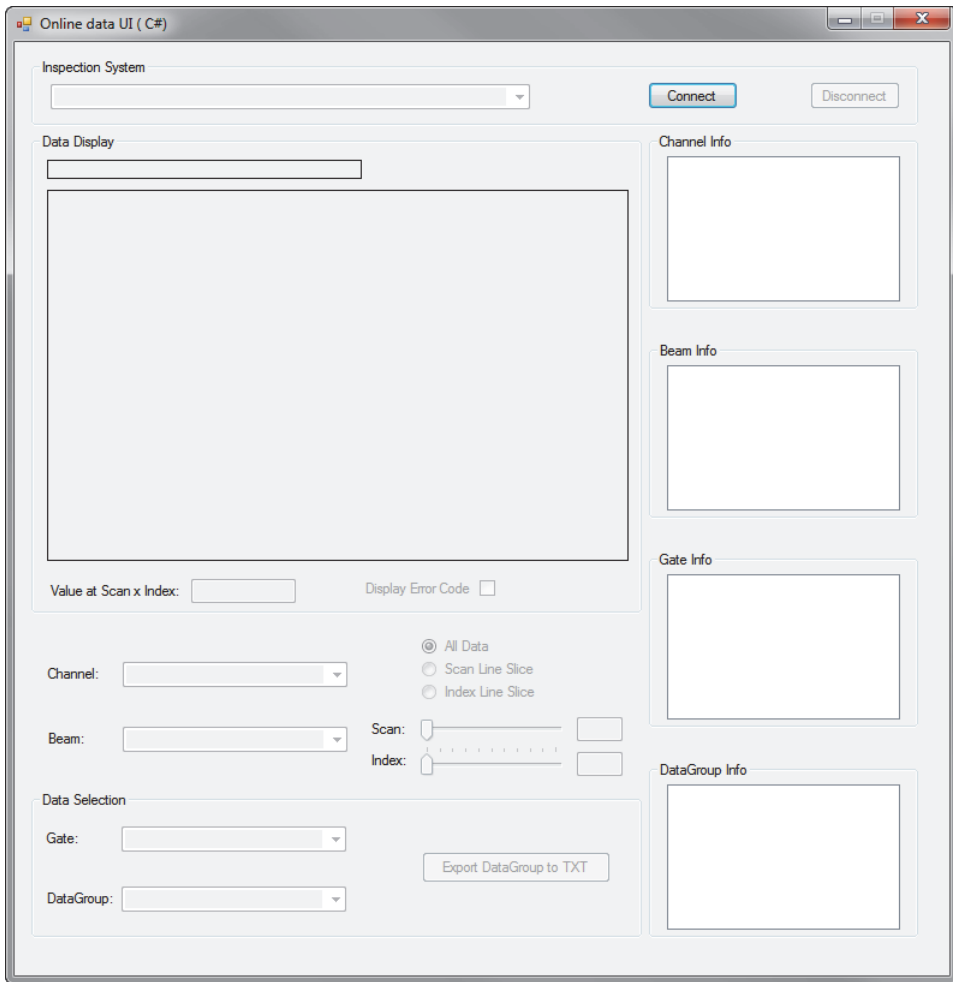 Online data UI ( C#)
Inspection System
Connect
Disconnect
Data Display
Channel Info
Beam Info
Value at Scan x Index:
Display Error Code
Gate Info
All Data
Channel:
Scan Line Slice
Index Line Slice
Scan:
Beam:
Index:
DataGroup Info
Data Selection
Gate:
Export DataGroup to TXT
DataGroup: